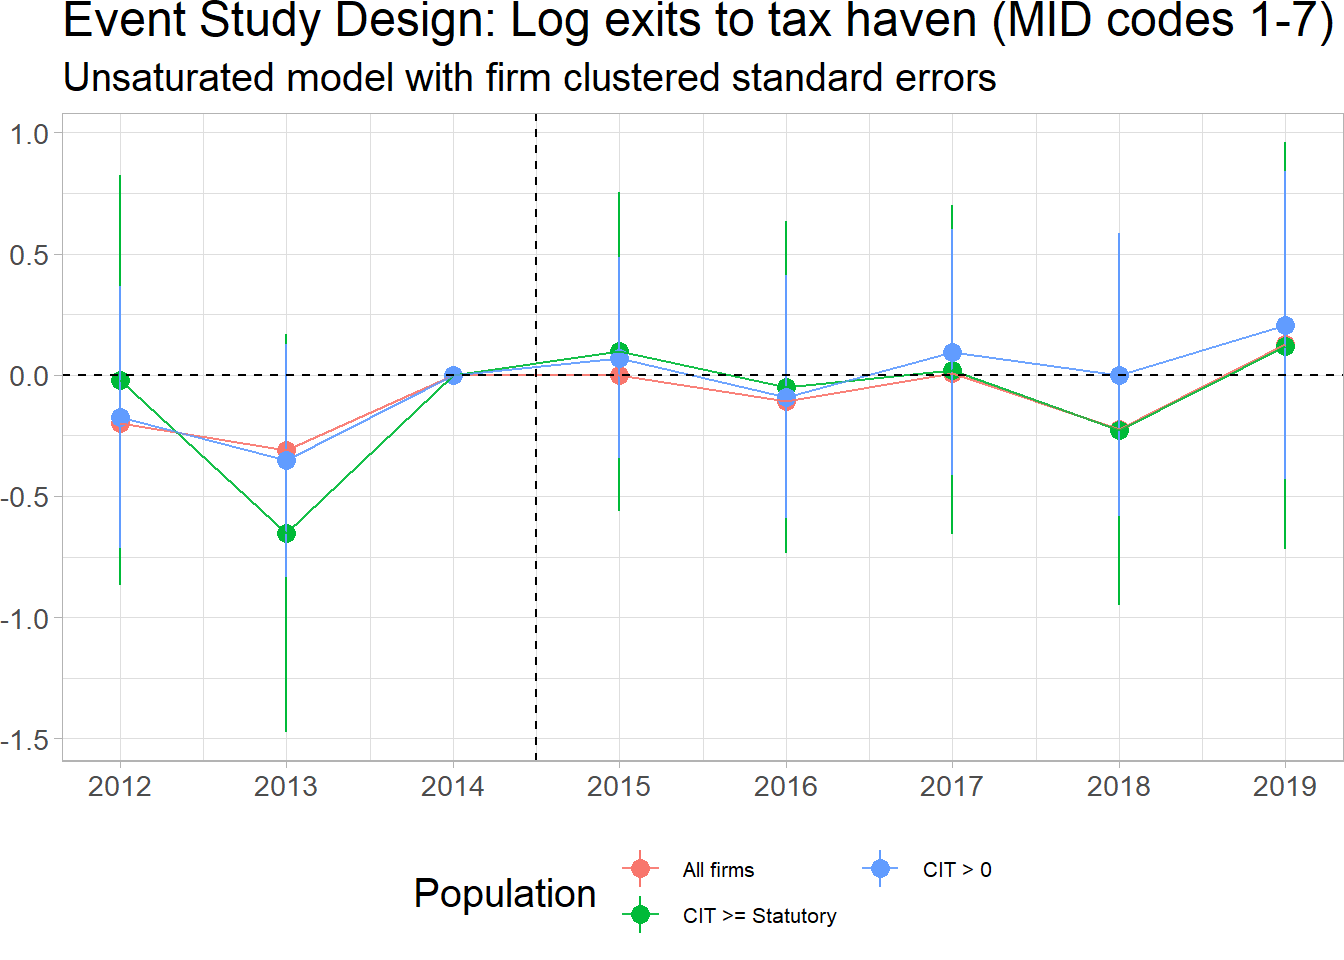 Event Study Design: Log exits to tax haven (MID codes 1-7)
Unsaturated model with firm clustered standard errors
1.0
0.5
0.0
-0.5
-1.0
-1.5
2012 2013 2014 2015 2016 2017 2018 2019
Population
All firms
CIT >= Statutory
CIT > 0